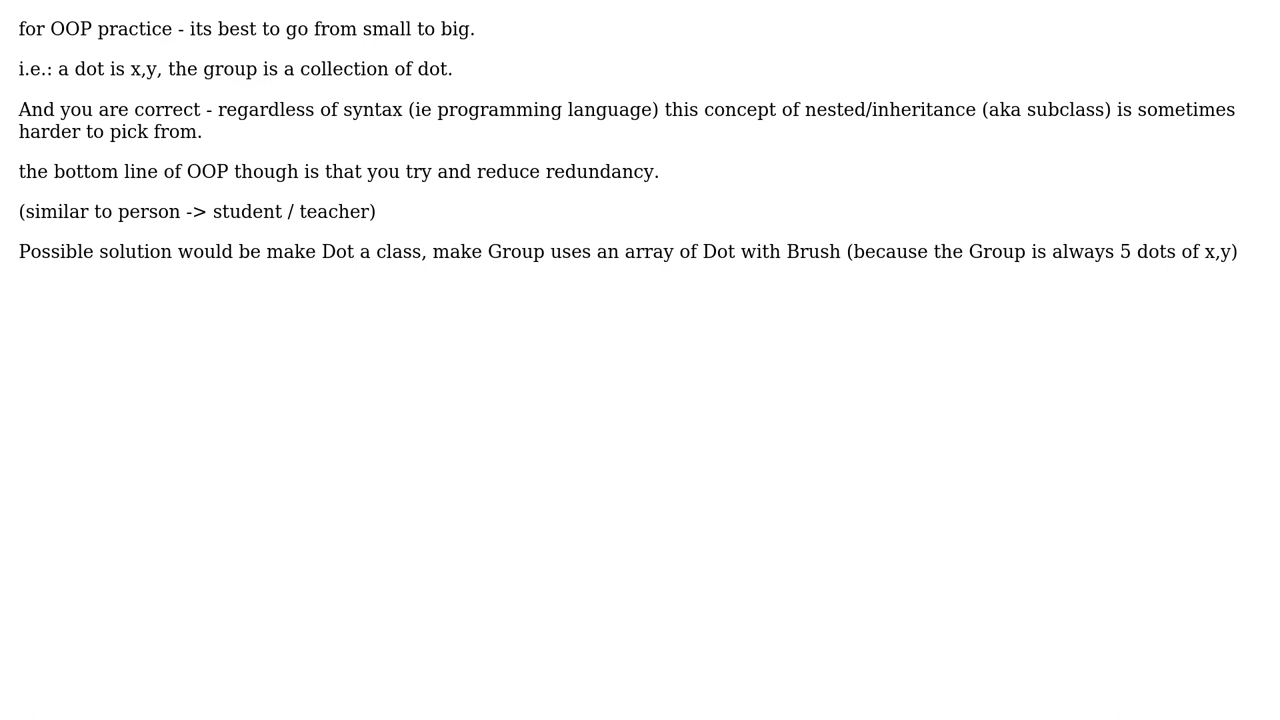 for OOP practice - its best to go from small to big.
i.e.: a dot is x,y, the group is a collection of dot.
And you are correct - regardless of syntax (ie programming language) this concept of nested/inheritance (aka subclass) is sometimes
harder to pick from.
the bottom line of OOP though is that you try and reduce redundancy.
(similar to person -> student / teacher)
Possible solution would be make Dot a class, make Group uses an array of Dot with Brush (because the Group is always 5 dots of x,y)